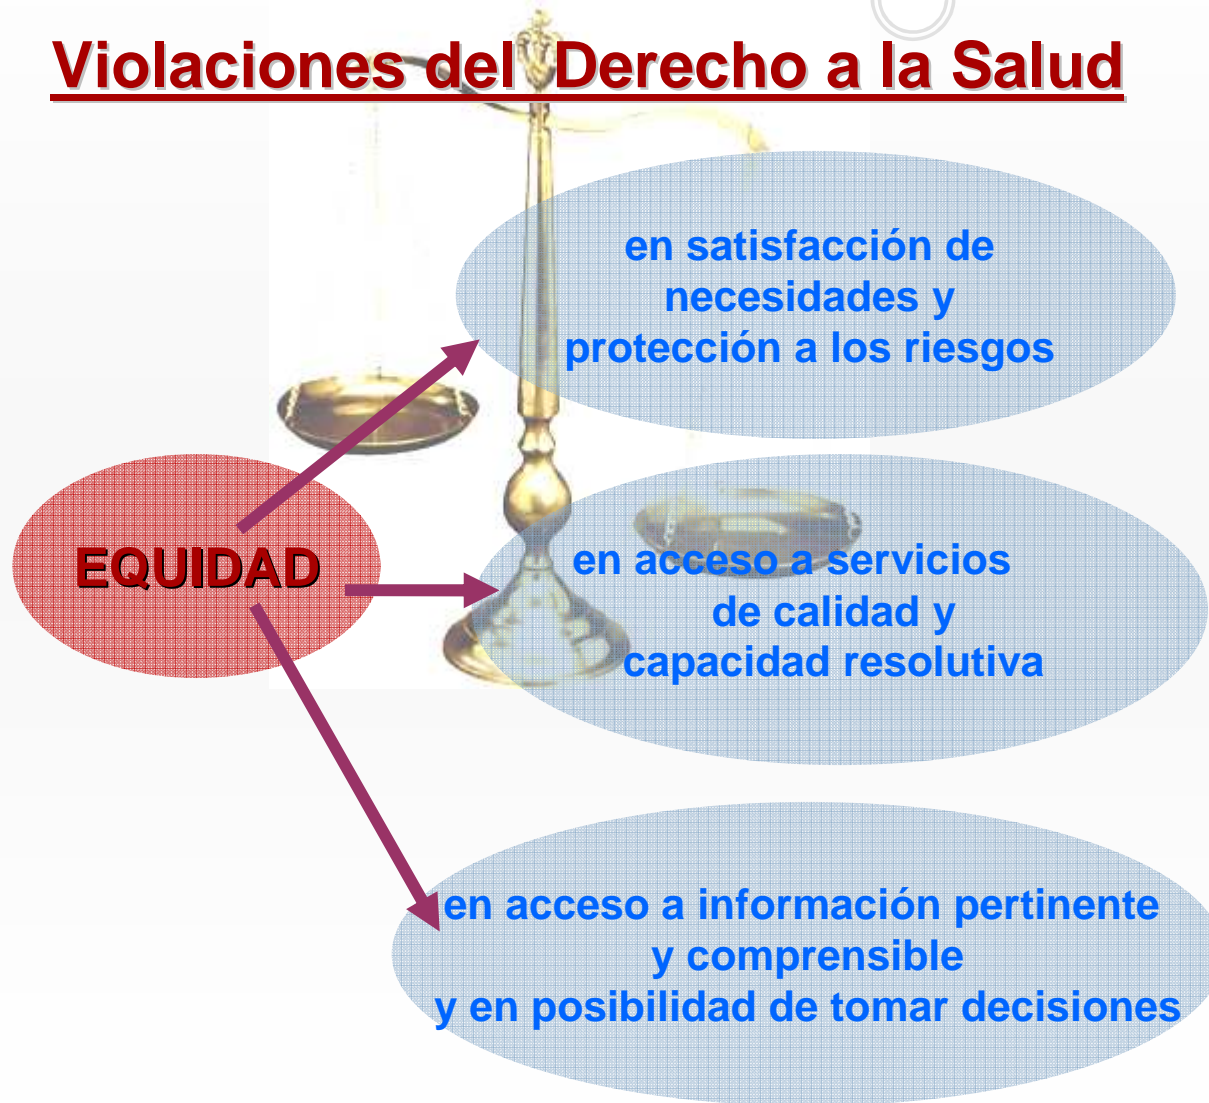 Violaciones del Derecho a la Salud
en satisfacción de
necesidades y
protección a los riesgos
EQUIDAD
en acceso a servicios
de calidad y
capacidad resolutiva
en acceso a información pertinente
y comprensible
y en posibilidad de tomar decisiones